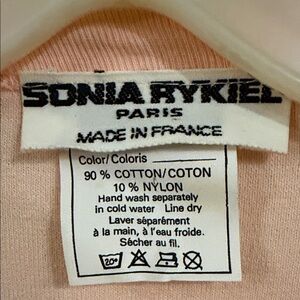 SONIA RYKIEL
PARIS
MADE IN FRANCE
Color/Coloris
90 % COTTON/COTON
10 % NYLON
Hand wash separately
in cold water Line dry
Laver séparément
à la main, à l'eau froide.
Sécher au fil.
20°